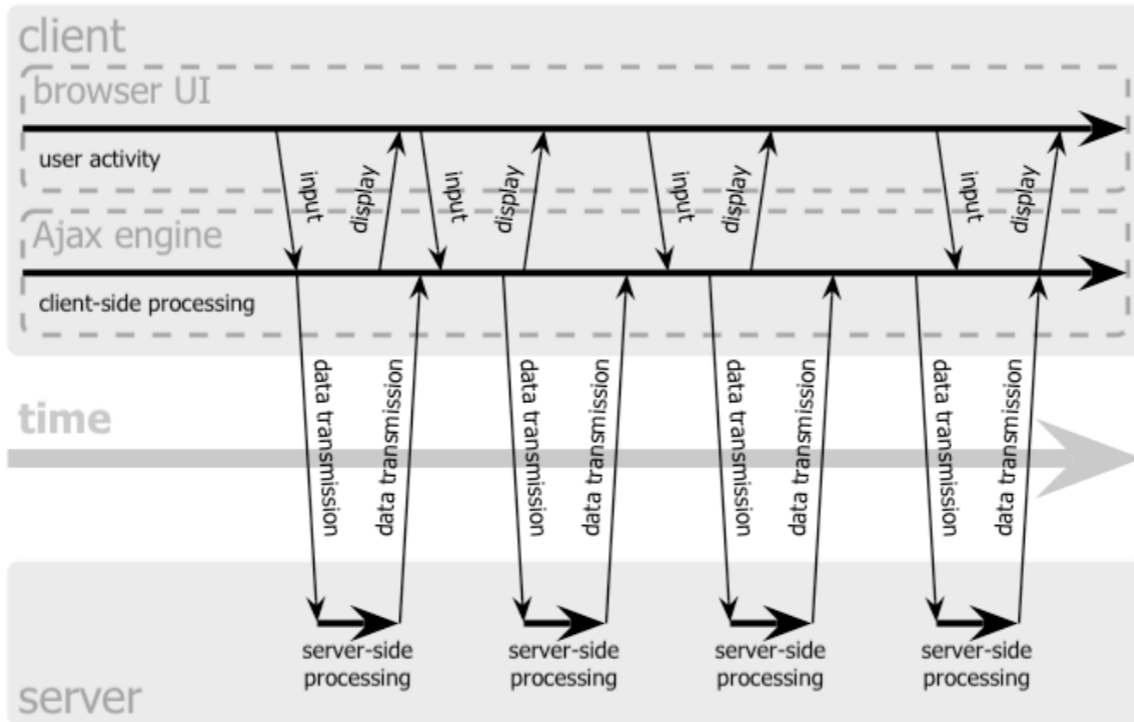 client
browser UI
user activity
input
display
input
display
input
display
input
display
Ajax engine
client-side processing
data transmission
data transmission
data transmission
data transmission
data transmission
data transmission
data transmission
data transmission
time
server-side
processing
server-side
processing
server-side
processing
server-side
processing
server